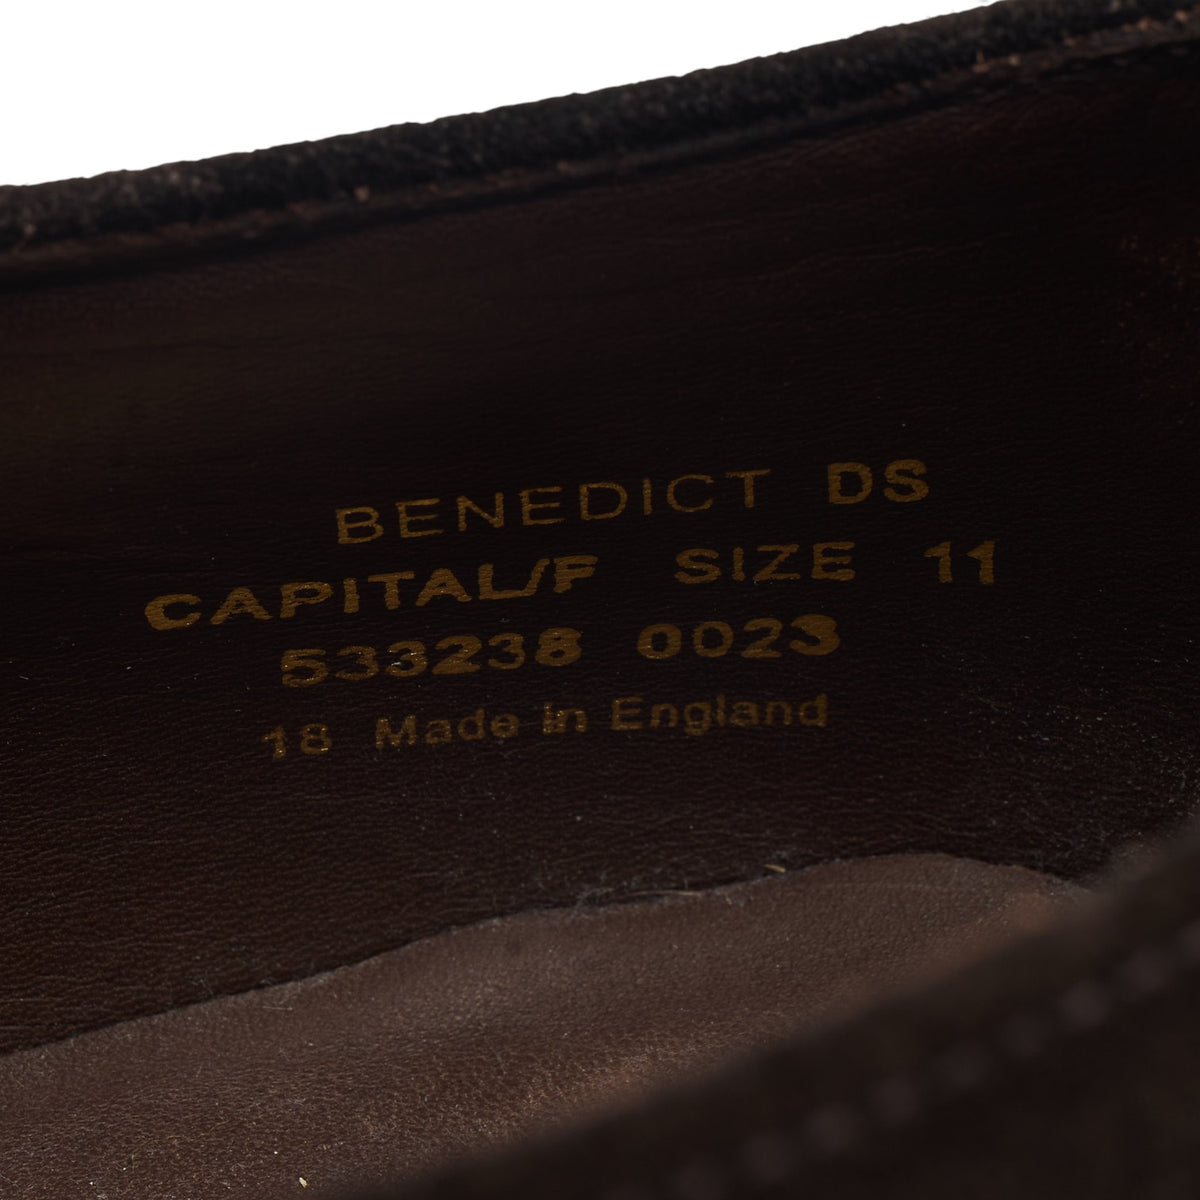 BENEDICT DS
CAPITAL/F SIZE 11
533238 0023
18 Made in England